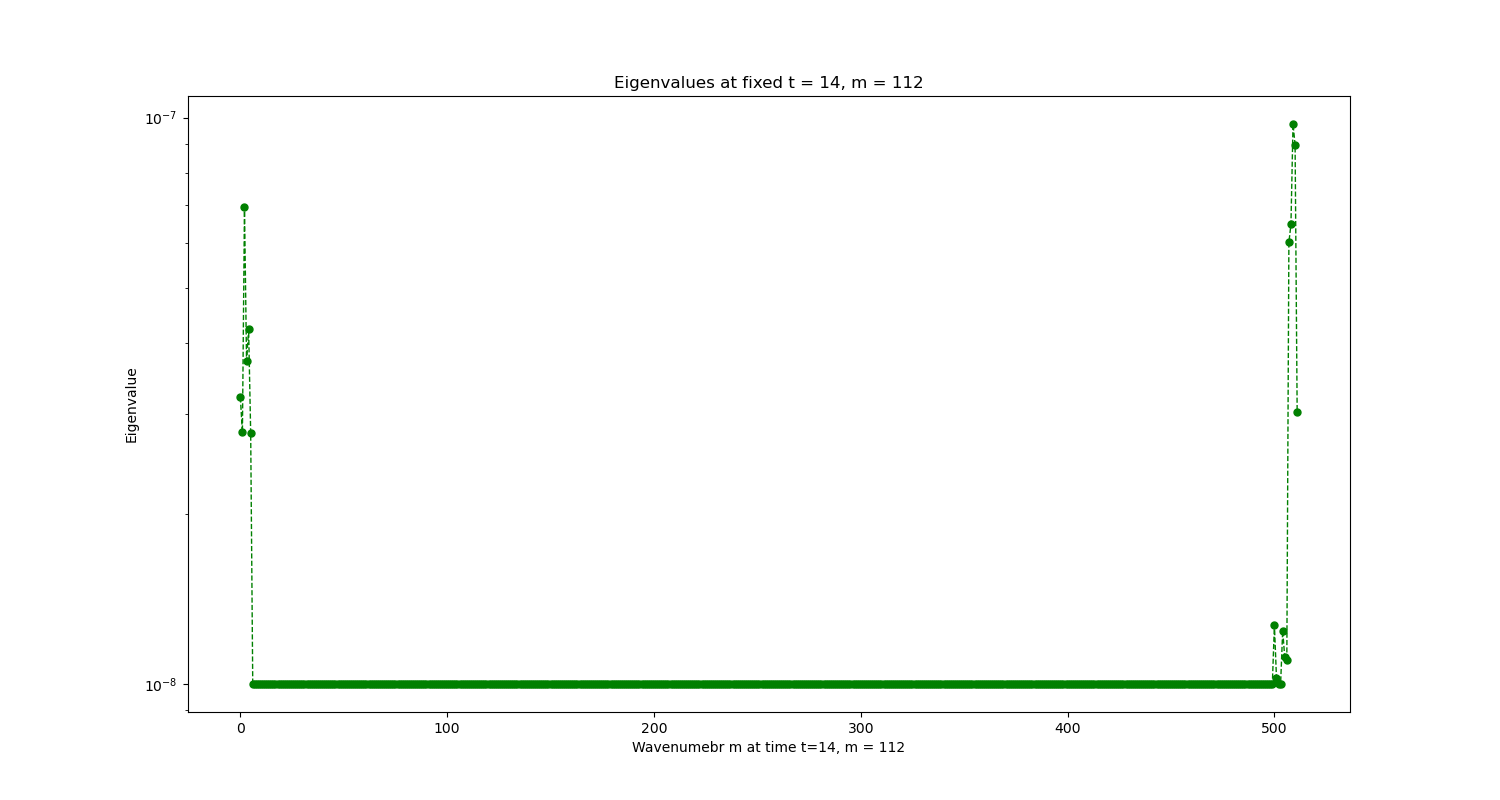 Eigenvalues at fixed t = 14, m = 112
10⁻⁷
10⁻⁸
Eigenvalue
0 100 200 300 400 500
Wavenumebr m at time t=14, m = 112